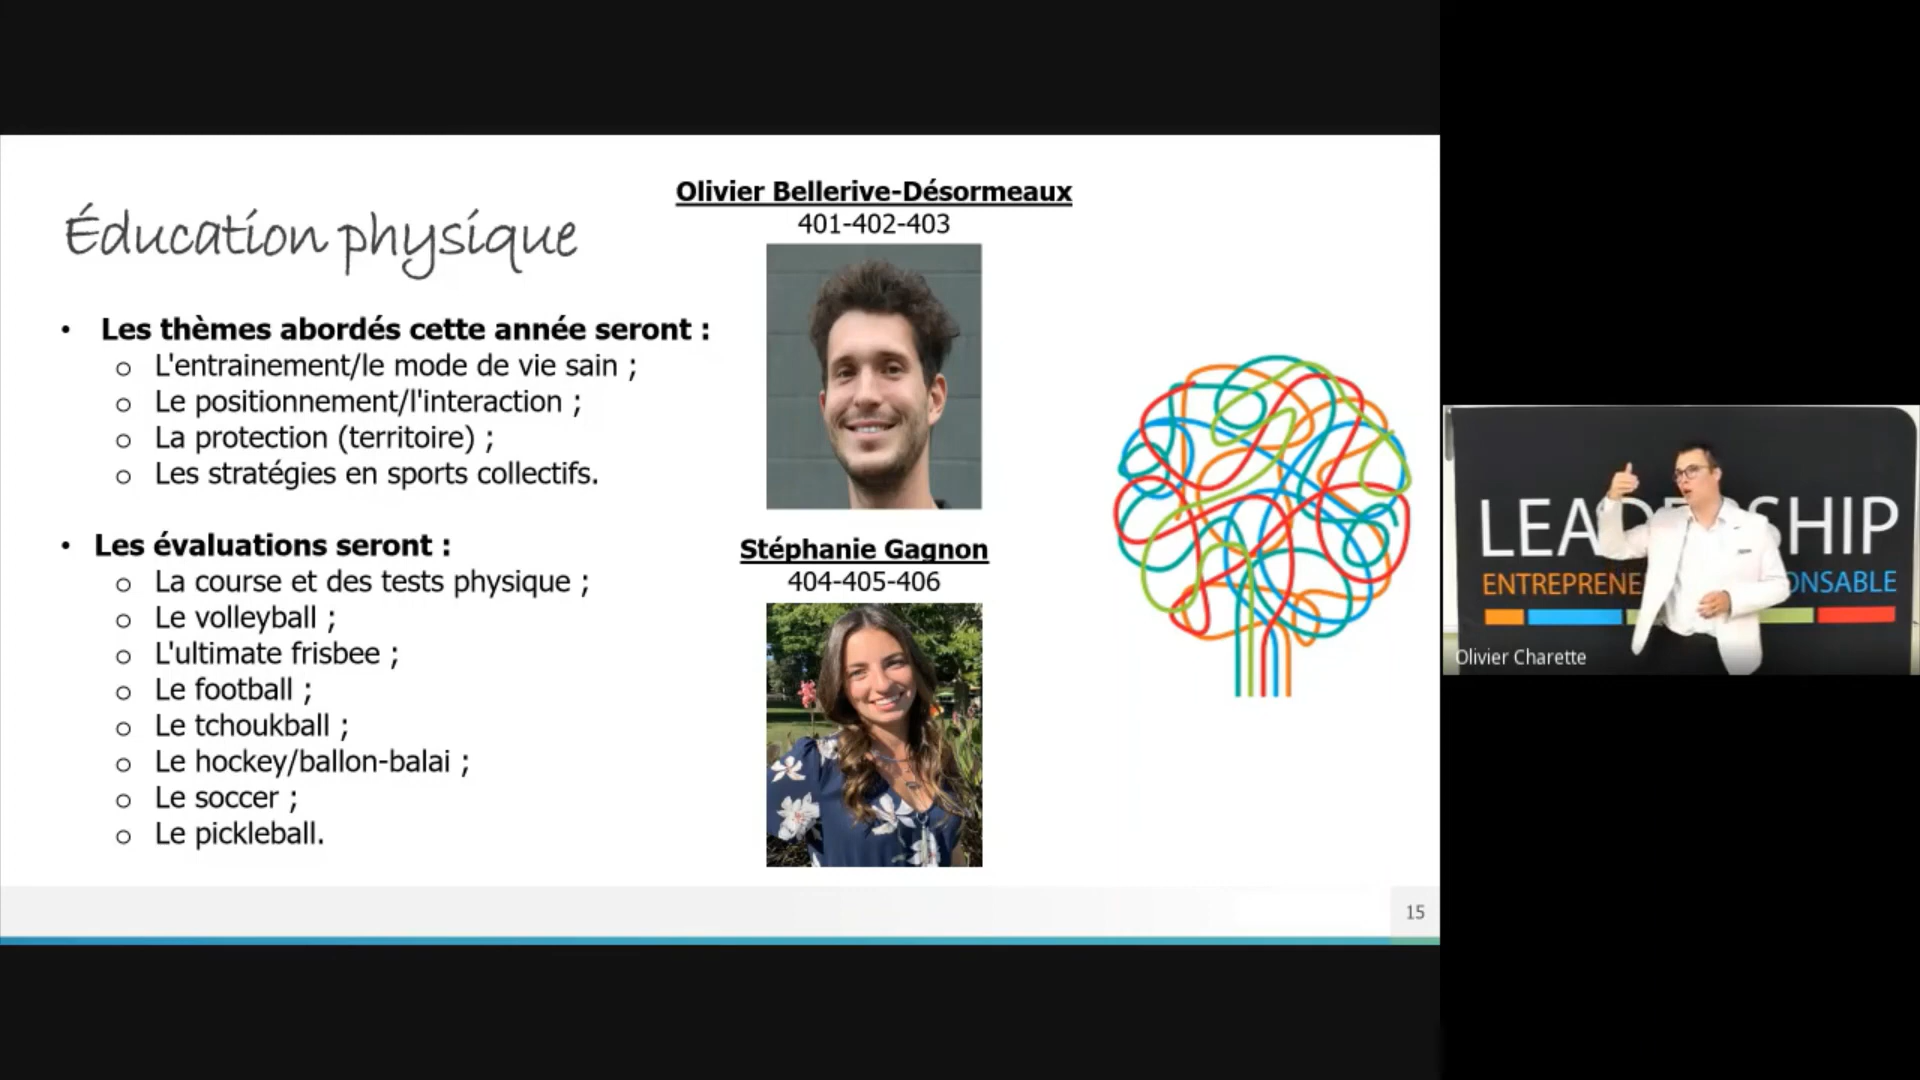 Éducation physique
• Les thèmes abordés cette année seront :
o L'entrainement/le mode de vie sain ;
o Le positionnement/l'interaction ;
o La protection (territoire) ;
o Les stratégies en sports collectifs.
• Les évaluations seront :
o La course et des tests physique ;
o Le volleyball ;
o L'ultimate frisbee ;
o Le football ;
o Le tchoukball ;
o Le hockey/ballon-balai ;
o Le soccer ;
o Le pickleball.
Olivier Bellerive-Désormeaux
401-402-403
Stéphanie Gagnon
404-405-406
15
LEADERSHIP
ENTREPRENE ONSABLE
Olivier Charette